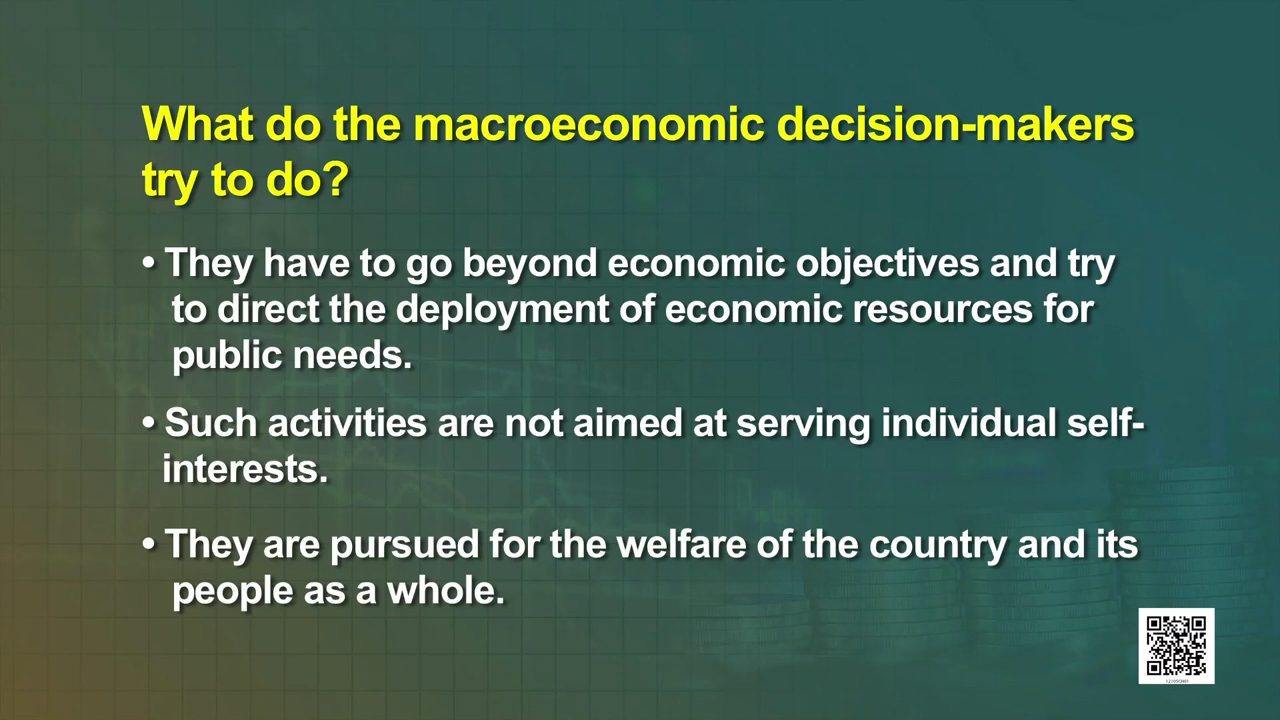 What do the macroeconomic decision-makers
try to do?
• They have to go beyond economic objectives and try
to direct the deployment of economic resources for
public needs.
• Such activities are not aimed at serving individual self-
interests.
• They are pursued for the welfare of the country and its
people as a whole.